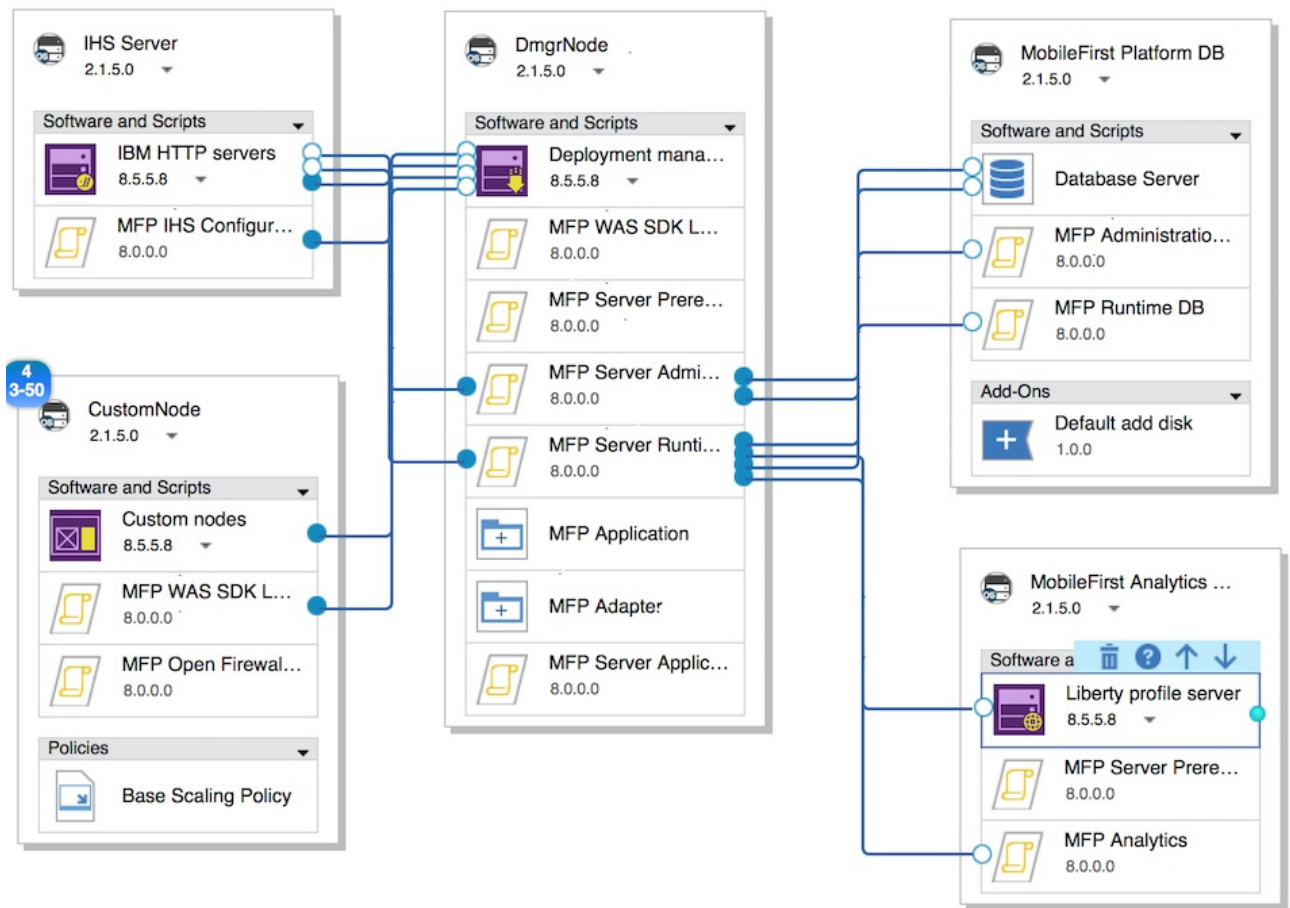 IHS Server
2.1.5.0
Software and Scripts
IBM HTTP servers
8.5.5.8
MFP IHS Configur...
8.0.0.0
4
3-50
CustomNode
2.1.5.0
Software and Scripts
Custom nodes
8.5.5.8
MFP WAS SDK L...
8.0.0.0
MFP Open Firewal...
8.0.0.0
Policies
Base Scaling Policy
DmgrNode
2.1.5.0
Software and Scripts
Deployment mana...
8.5.5.8
MFP WAS SDK L...
8.0.0.0
MFP Server Prere...
8.0.0.0
MFP Server Admi...
8.0.0.0
MFP Server Runti...
8.0.0.0
MFP Application
MFP Adapter
MFP Server Applic...
8.0.0.0
MobileFirst Platform DB
2.1.5.0
Software and Scripts
Database Server
MFP Administratio...
8.0.0.0
MFP Runtime DB
8.0.0.0
Add-Ons
Default add disk
1.0.0
MobileFirst Analytics ...
2.1.5.0
Software a
Liberty profile server
8.5.5.8
MFP Server Prere...
8.0.0.0
MFP Analytics
8.0.0.0